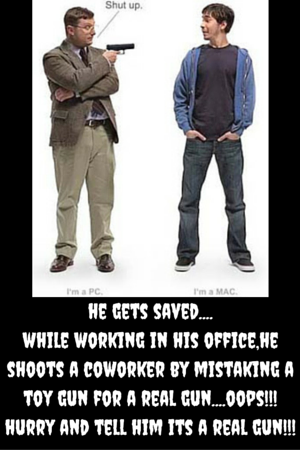 Shut up.
I'm a PC.
I'm a MAC.
HE GETS SAVED....
WHILE WORKING IN HIS OFFICE,HE
SHOOTS A COWORKER BY MISTAKING A
TOY GUN FOR A REAL GUN....OOPS!!!
HURRY AND TELL HIM ITS A REAL GUN!!!